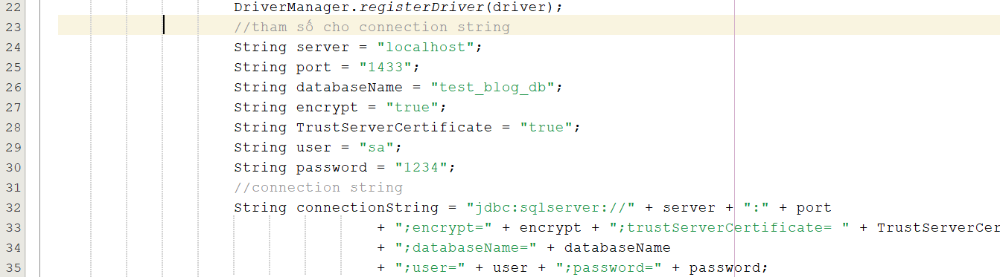 22 DriverManager.registerDriver(driver);
23 //tham số cho connection string
24 String server = "localhost";
25 String port = "1433";
26 String databaseName = "test_blog_db";
27 String encrypt = "true";
28 String TrustServerCertificate = "true";
29 String user = "sa";
30 String password = "1234";
31 //connection string
32 String connectionString = "jdbc:sqlserver://" + server + ":" + port
33 + ";encrypt=" + encrypt + ";trustServerCertificate= " + TrustServerCer
34 + ";databaseName=" + databaseName
35 + ";user=" + user + ";password=" + password;